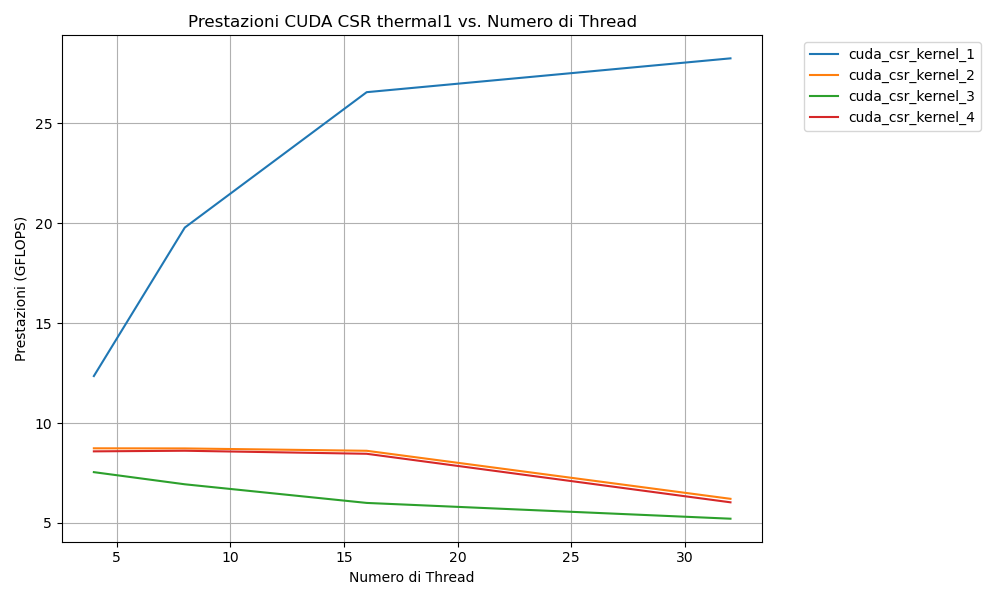 Prestazioni CUDA CSR thermal1 vs. Numero di Thread
cuda_csr_kernel_1
cuda_csr_kernel_2
cuda_csr_kernel_3
cuda_csr_kernel_4
Prestazioni (GFLOPS)
25
20
15
10
5
5
10
15
20
25
30
Numero di Thread